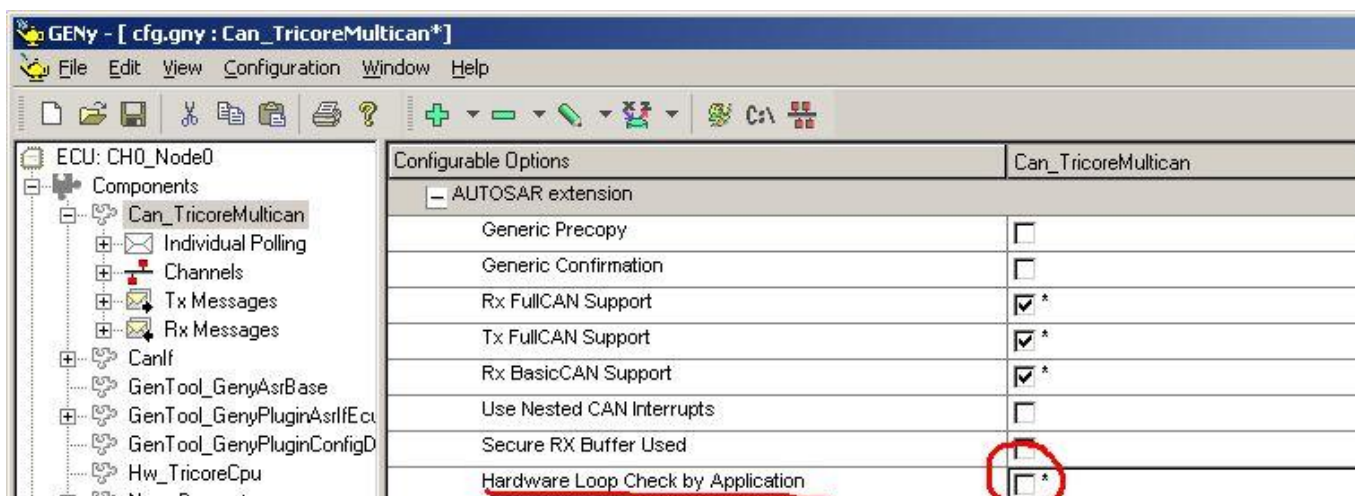 GENy - [ cfg.gny : Can_TricoreMultican*]
File Edit View Configuration Window Help
C:\
ECU: CH0_Node0
Components
Can_TricoreMultican
Individual Polling
Channels
Tx Messages
Rx Messages
CanIf
GenTool_GenyAsrBase
GenTool_GenyPluginAsrIfEcu
GenTool_GenyPluginConfigD
Hw_TricoreCpu
Configurable Options Can_TricoreMultican
AUTOSAR extension
Generic Precopy
Generic Confirmation
Rx FullCAN Support *
Tx FullCAN Support *
Rx BasicCAN Support *
Use Nested CAN Interrupts
Secure RX Buffer Used
Hardware Loop Check by Application *